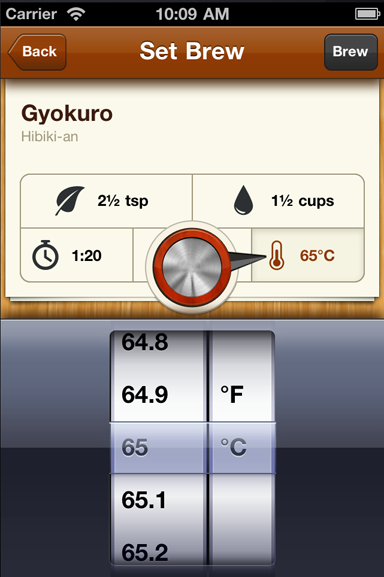 Carrier 10:09 AM
Back Set Brew Brew
Gyokuro
Hibiki-an
2½ tsp 1½ cups
1:20 65°C
64.8
64.9 °F
65 °C
65.1
65.2